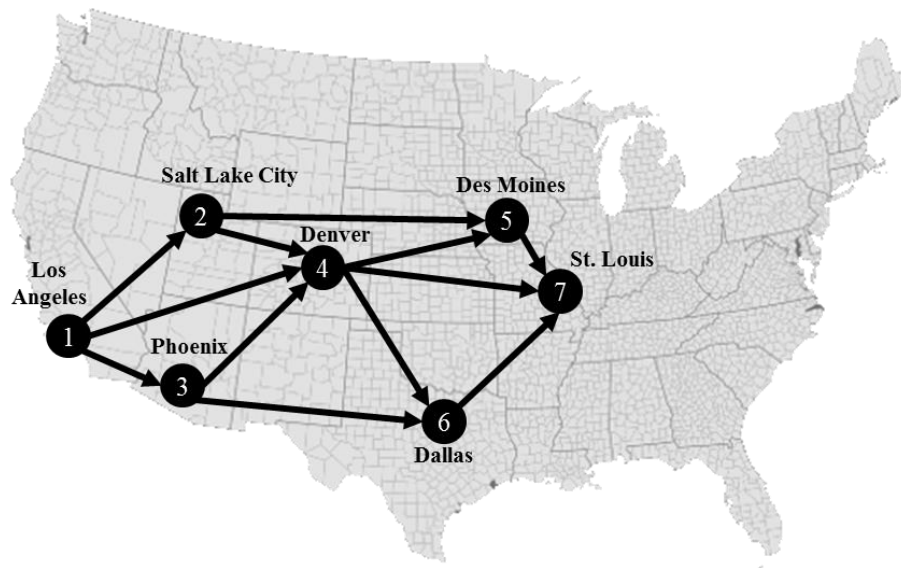 Salt Lake City
Des Moines
2
5
Denver
St. Louis
4
Los
Angeles
7
1
Phoenix
3
6
Dallas